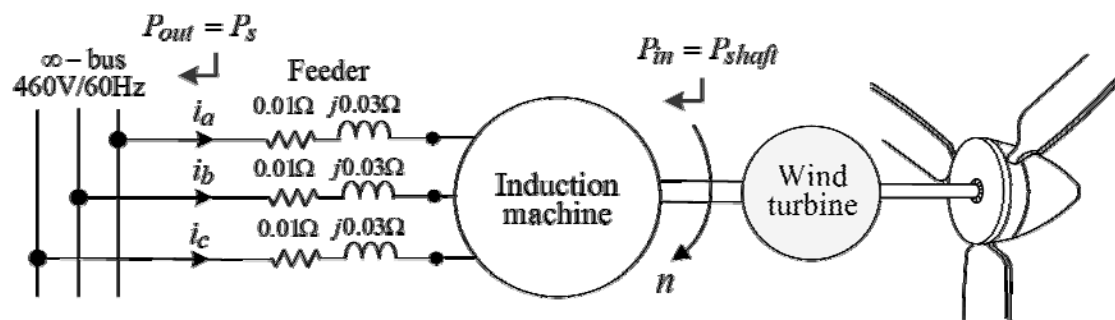 P_out = P_s
∞ – bus
460V/60Hz
Feeder
P_in = P_shaft
i_a
0.01Ω j0.03Ω
i_b
0.01Ω j0.03Ω
i_c
0.01Ω j0.03Ω
Induction
machine
n
Wind
turbine